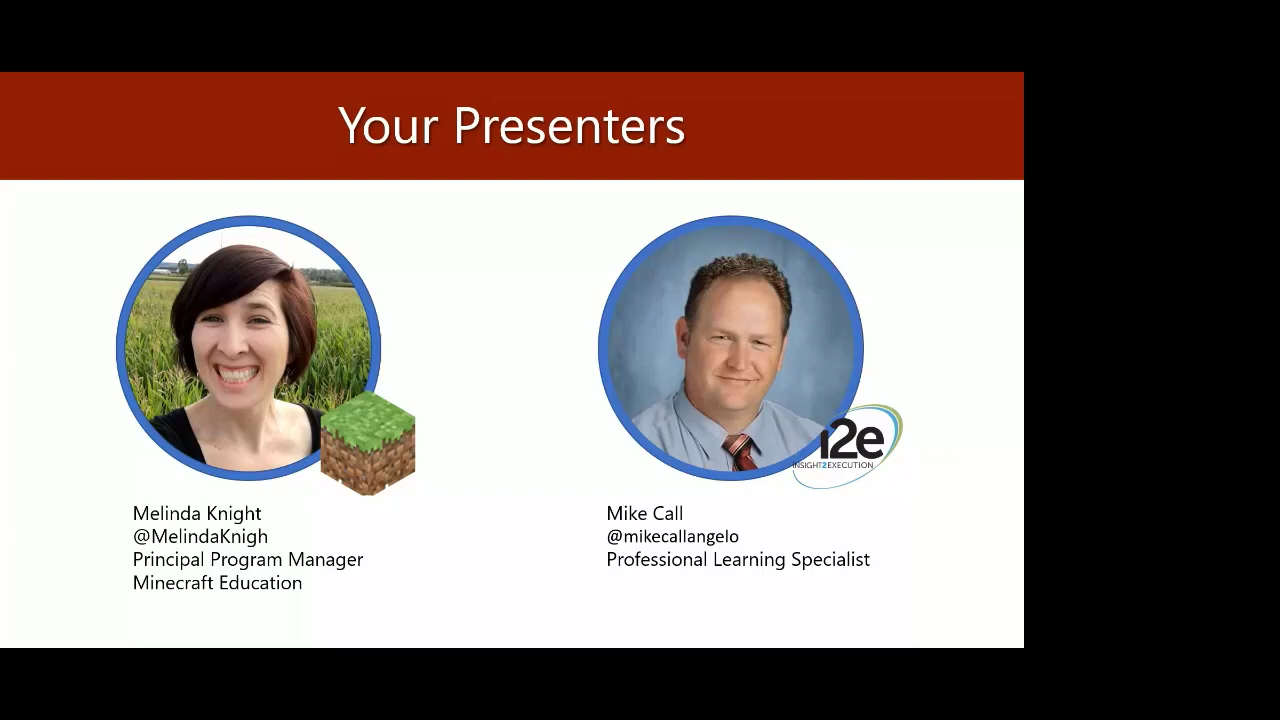 Your Presenters
i2e
INSIGHT2EXECUTION
Melinda Knight
@MelindaKnigh
Principal Program Manager
Minecraft Education
Mike Call
@mikecallangelo
Professional Learning Specialist